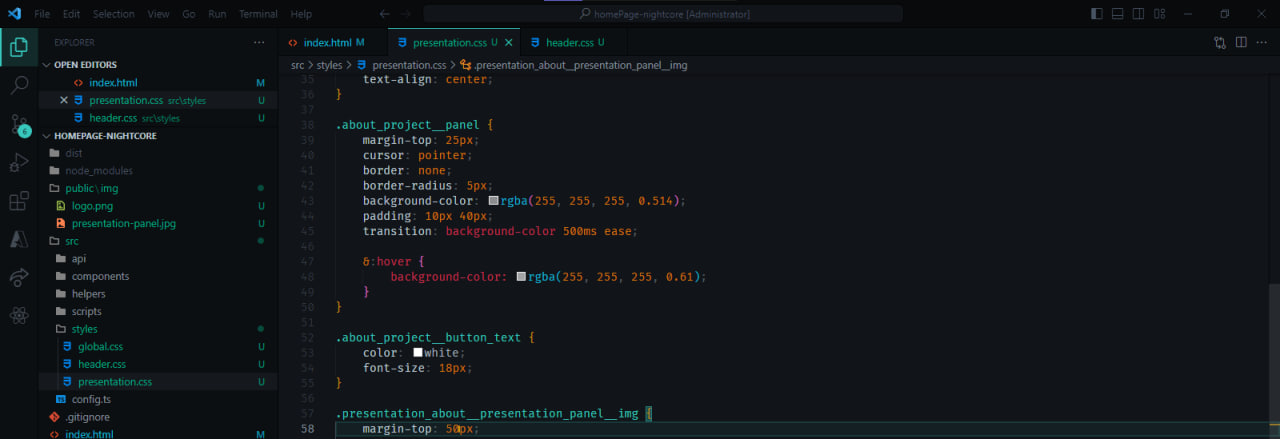 File Edit Selection View Go Run Terminal Help
homePage-nightcore [Administrator]
EXPLORER
OPEN EDITORS
index.html M
presentation.css src\styles U
header.css src\styles U
HOMEPAGE-NIGHTCORE
dist
node_modules
public\img
logo.png U
presentation-panel.jpg U
src
api
components
helpers
scripts
styles
global.css U
header.css U
presentation.css U
config.ts U
.gitignore U
index.html M
6
index.html M
presentation.css U
header.css U
src > styles > presentation.css > .presentation_about__presentation_panel__img
35 text-align: center;
36 }
37
38 .about_project__panel {
39 margin-top: 25px;
40 cursor: pointer;
41 border: none;
42 border-radius: 5px;
43 background-color: rgba(255, 255, 255, 0.514);
44 padding: 10px 40px;
45 transition: background-color 500ms ease;
46
47 &:hover {
48 background-color: rgba(255, 255, 255, 0.61);
49 }
50 }
51
52 .about_project__button_text {
53 color: white;
54 font-size: 18px;
55 }
56
57 .presentation_about__presentation_panel__img {
58 margin-top: 50px;